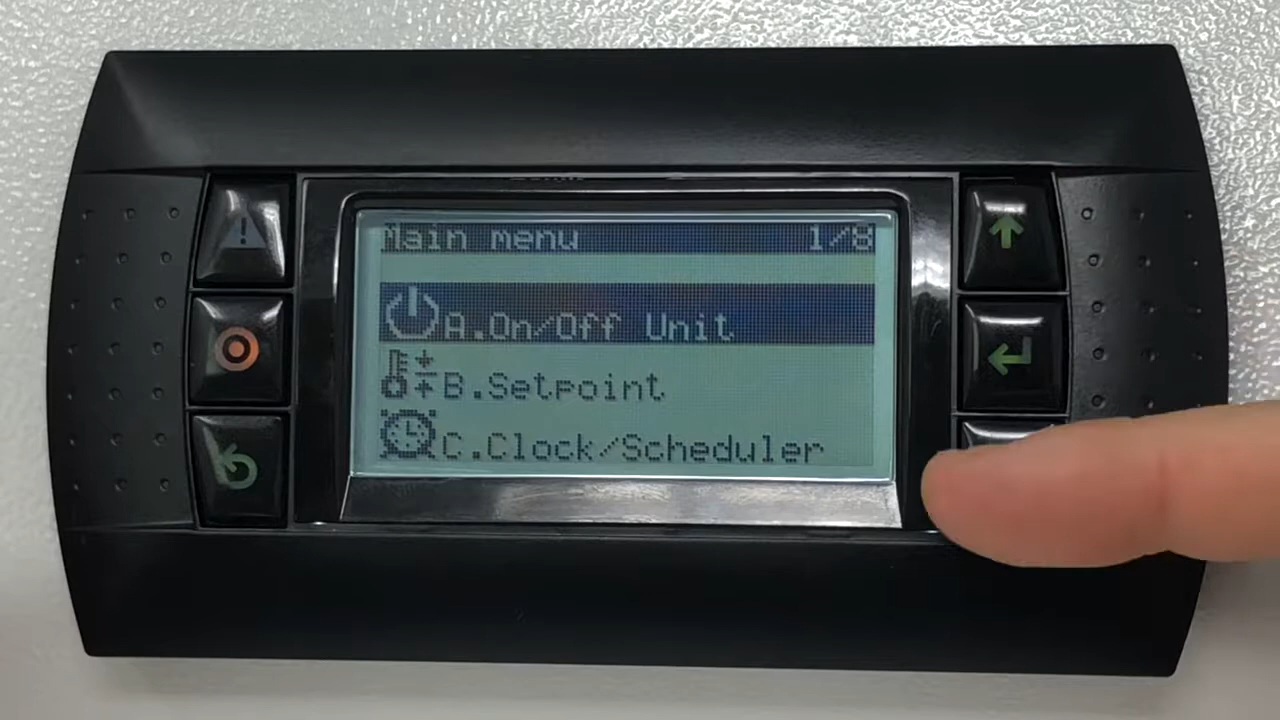 Main menu 1/8
A.On/Off Unit
B.Setpoint
C.Clock/Scheduler